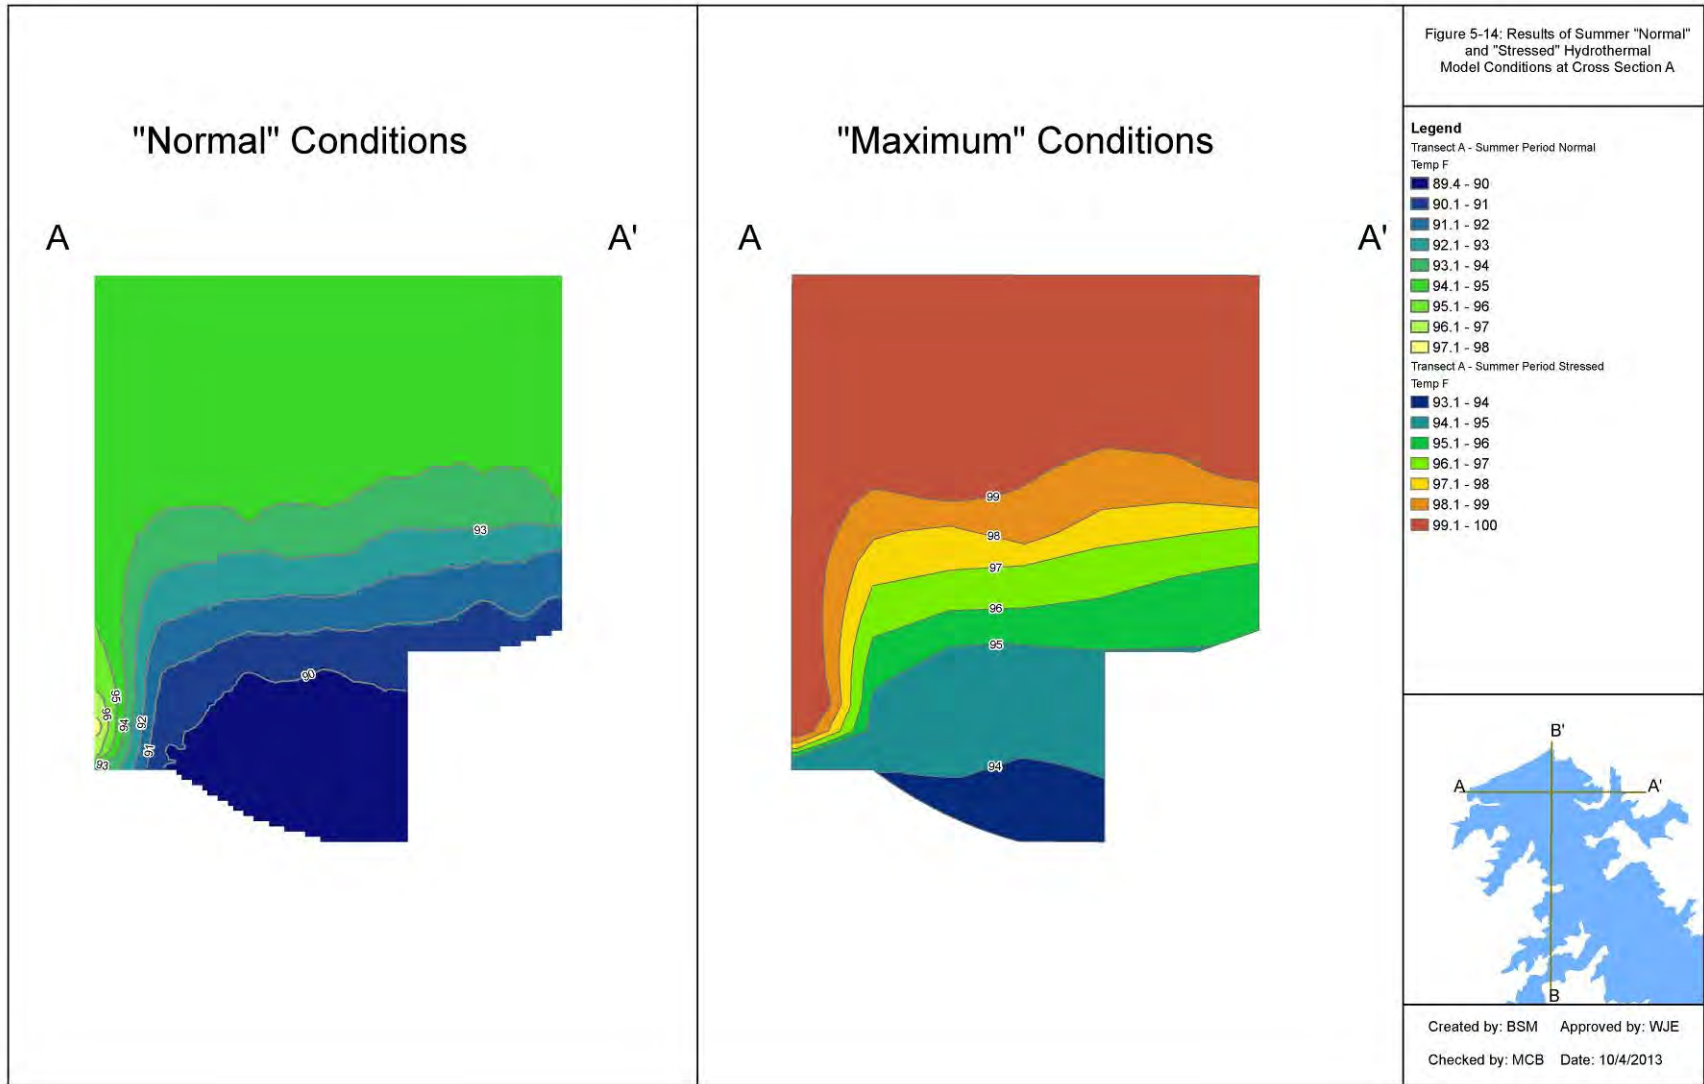 "Normal" Conditions
A
A'
93
90
95
96
94
92
91
93
"Maximum" Conditions
A
A'
99
98
97
96
95
94
Figure 5-14: Results of Summer "Normal"
and "Stressed" Hydrothermal
Model Conditions at Cross Section A
Legend
Transect A - Summer Period Normal
Temp F
89.4 - 90
90.1 - 91
91.1 - 92
92.1 - 93
93.1 - 94
94.1 - 95
95.1 - 96
96.1 - 97
97.1 - 98
Transect A - Summer Period Stressed
Temp F
93.1 - 94
94.1 - 95
95.1 - 96
96.1 - 97
97.1 - 98
98.1 - 99
99.1 - 100
B'
A
A'
B
Created by: BSM Approved by: WJE
Checked by: MCB Date: 10/4/2013